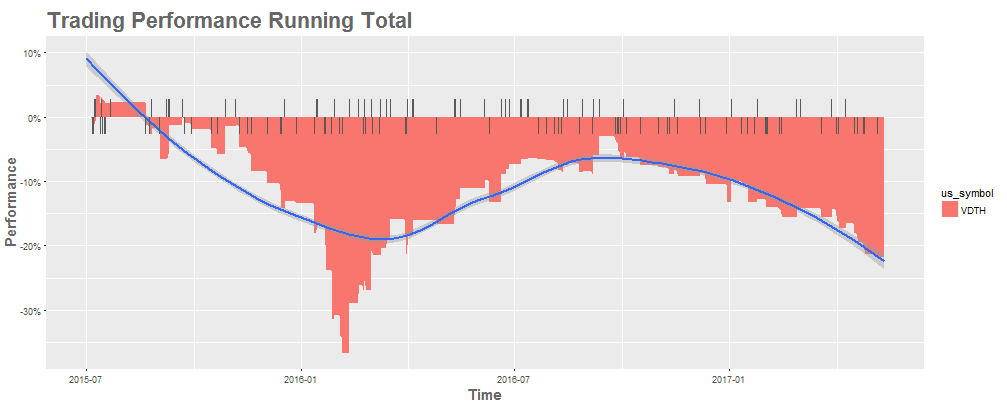 Trading Performance Running Total
10%
0%
-10%
-20%
-30%
Performance
2015-07
2016-01
2016-07
2017-01
Time
us_symbol
VDTH